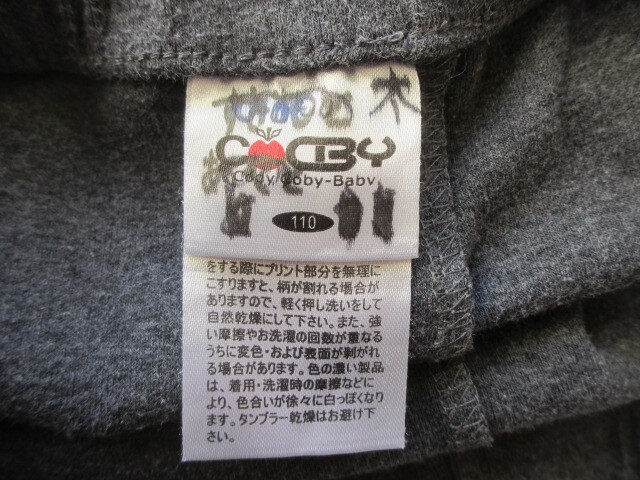 木
COBY
Cody Coby-Baby
110
をする際にプリント部分を無理に
こすりますと、柄が割れる場合が
ありますので、軽く押し洗いをして
自然乾燥にして下さい。また、強
い摩擦やお洗濯の回数が重なる
うちに変色・および表面が剥がれ
る場合があります。色の濃い製品
は、着用・洗濯時の摩擦などに
より、色合いが徐々に白っぽくなり
ます。タンブラー乾燥はお避け下
さい。